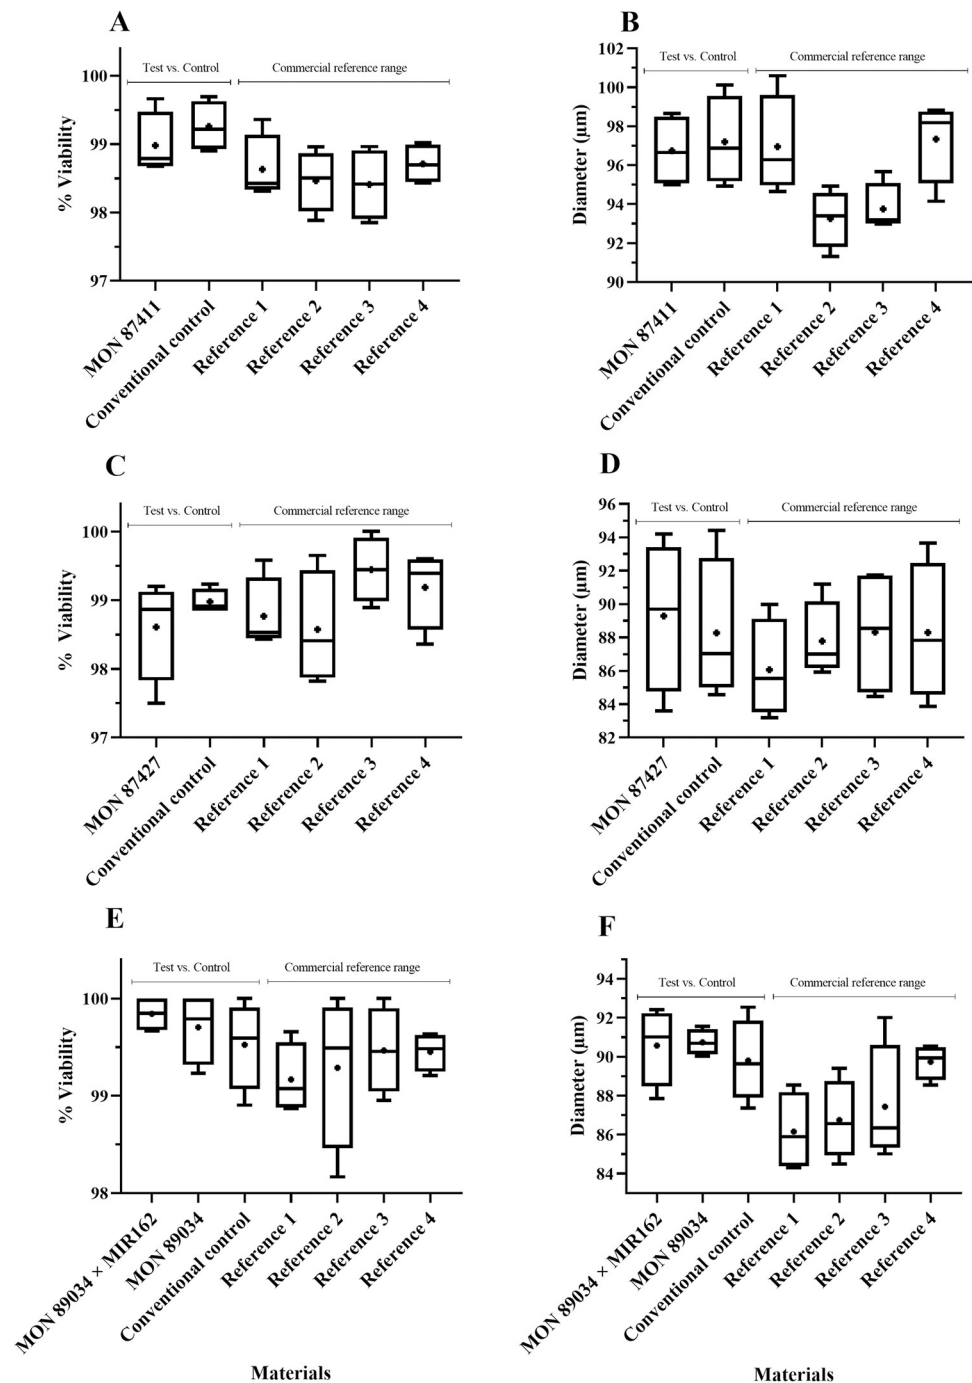 A
Test vs. Control Commercial reference range
100
99
98
97
% Viability
MON 87411
Conventional control
Reference 1
Reference 2
Reference 3
Reference 4
B
Test vs. Control Commercial reference range
102
100
98
96
94
92
90
Diameter (µm)
MON 87411
Conventional control
Reference 1
Reference 2
Reference 3
Reference 4
C
Test vs. Control Commercial reference range
100
99
98
97
% Viability
MON 87427
Conventional control
Reference 1
Reference 2
Reference 3
Reference 4
D
Test vs. Control Commercial reference range
96
94
92
90
88
86
84
82
Diameter (µm)
MON 87427
Conventional control
Reference 1
Reference 2
Reference 3
Reference 4
E
Test vs. Control Commercial reference range
100
99
98
% Viability
MON 89034 × MIR162
MON 89034
Conventional control
Reference 1
Reference 2
Reference 3
Reference 4
Materials
F
Test vs. Control Commercial reference range
94
92
90
88
86
84
Diameter (µm)
MON 89034 × MIR162
MON 89034
Conventional control
Reference 1
Reference 2
Reference 3
Reference 4
Materials